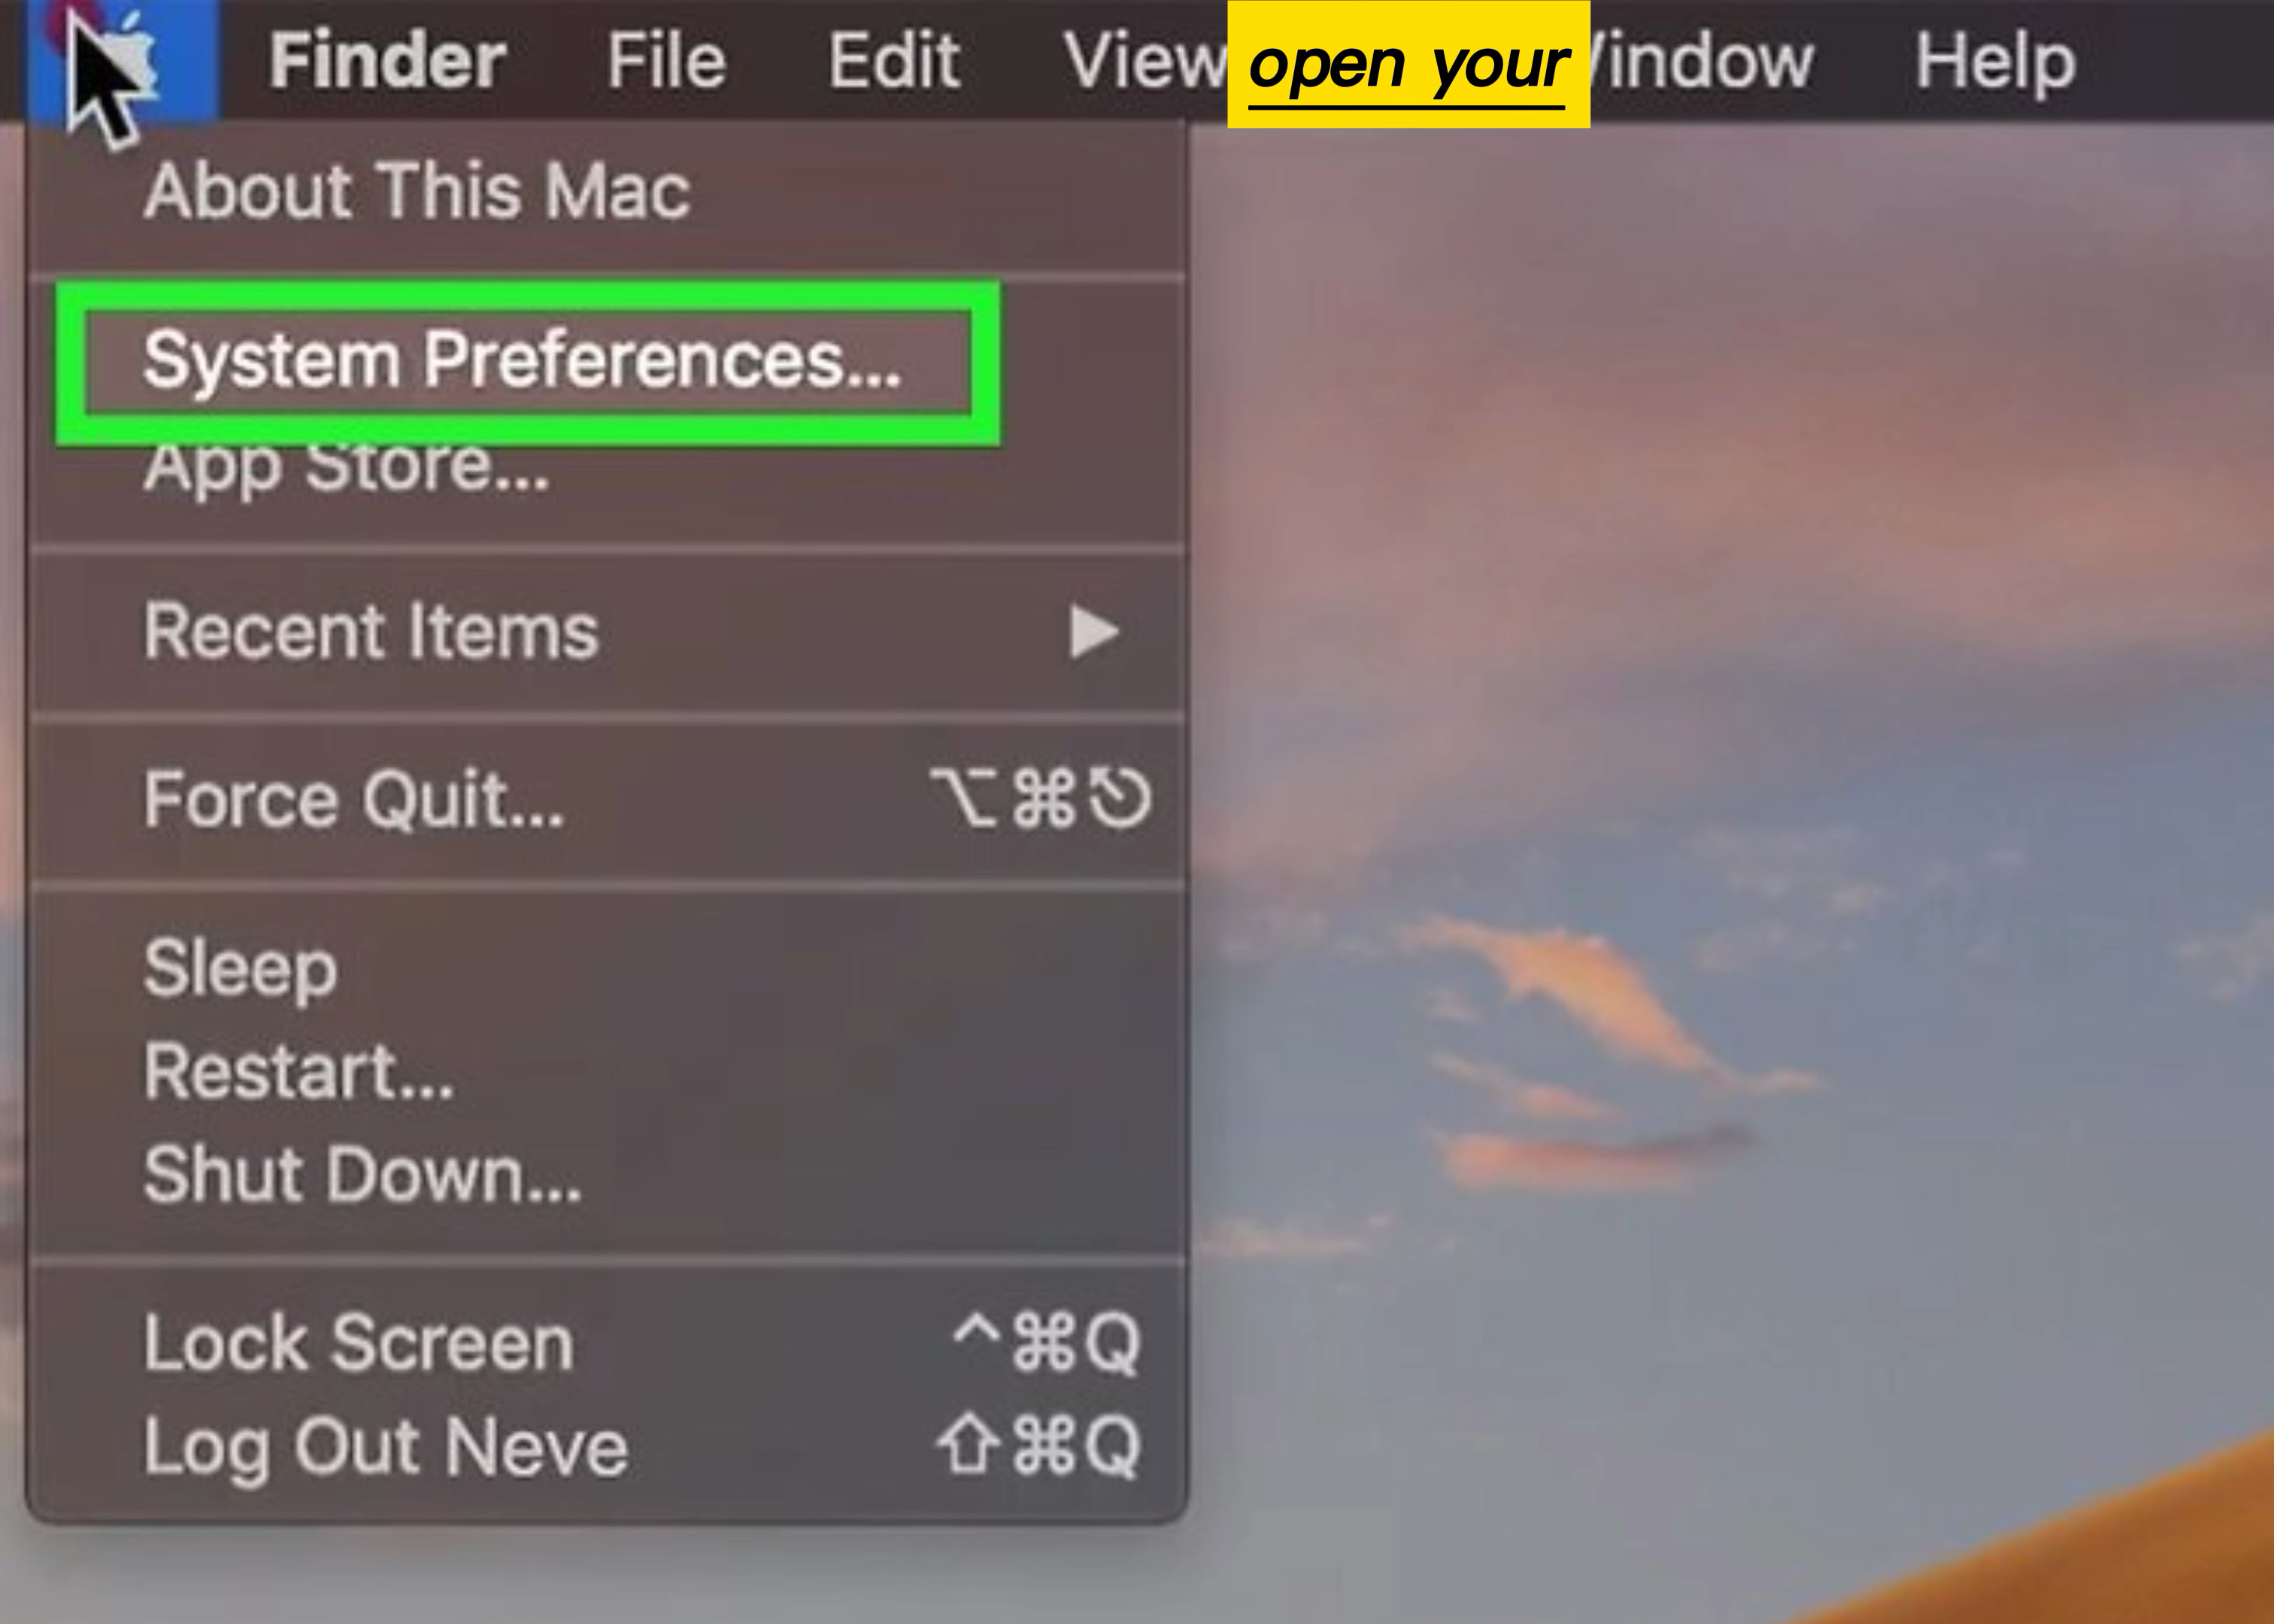 Finder File Edit View open your Window Help
About This Mac
System Preferences...
App Store...
Recent Items
Force Quit... ⌥⌘⎋
Sleep
Restart...
Shut Down...
Lock Screen ^⌘Q
Log Out Neve ⇧⌘Q